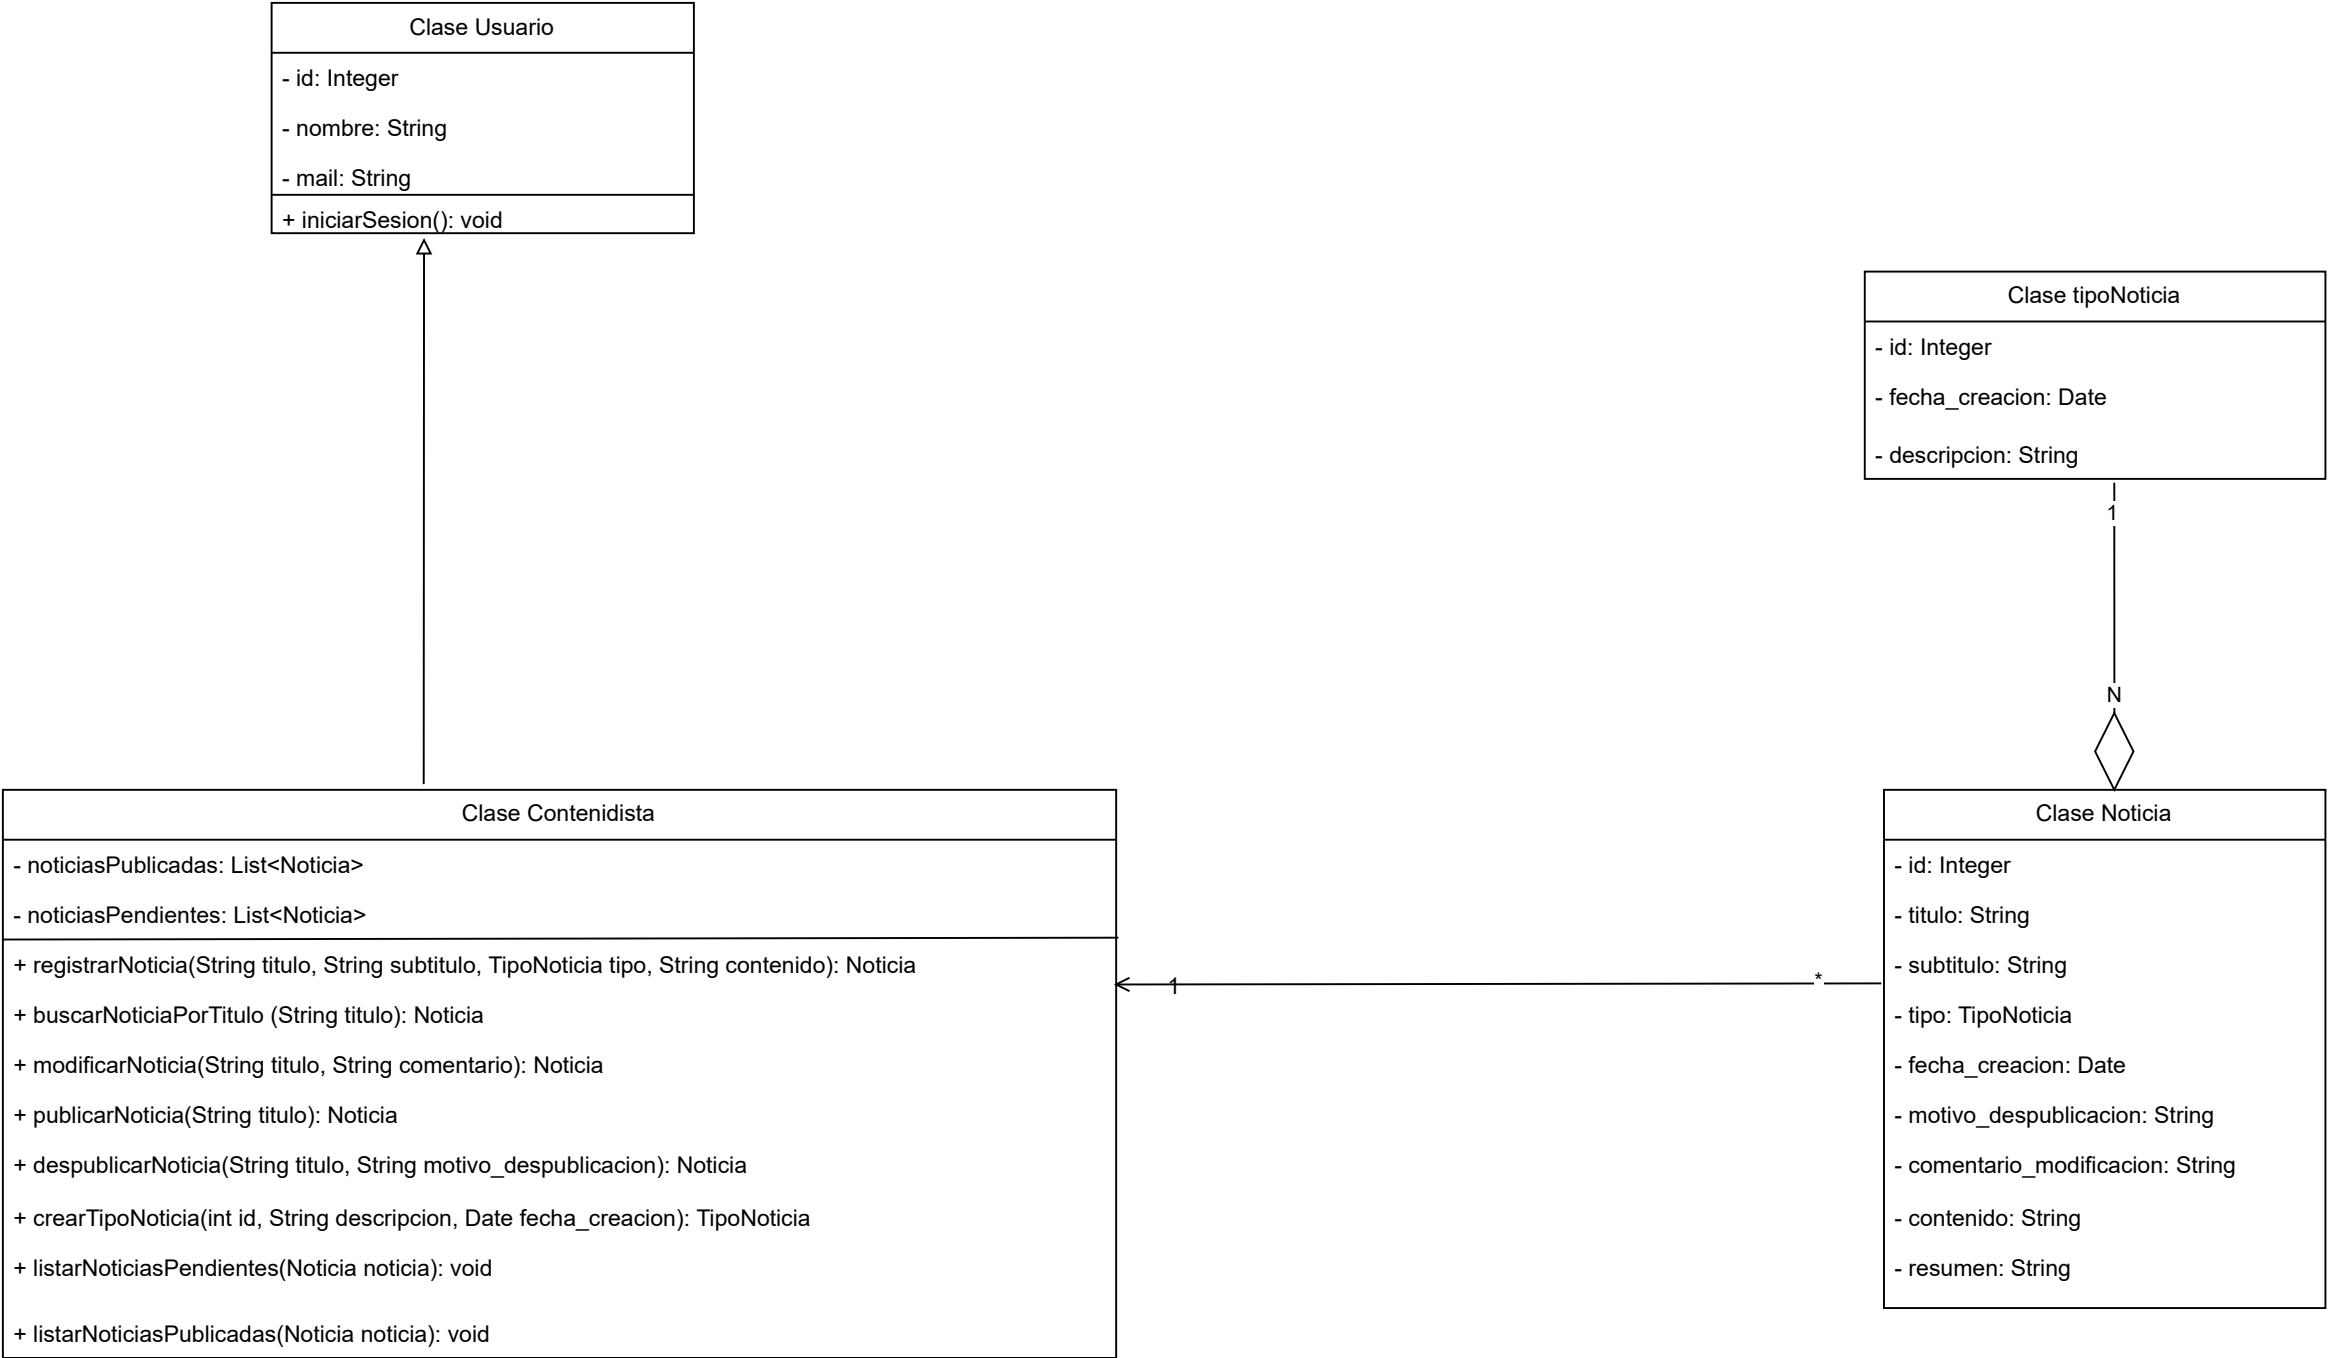 Clase Usuario
- id: Integer
- nombre: String
- mail: String
+ iniciarSesion(): void
Clase tipoNoticia
- id: Integer
- fecha_creacion: Date
- descripcion: String
1
N
Clase Contenidista
- noticiasPublicadas: List<Noticia>
- noticiasPendientes: List<Noticia>
+ registrarNoticia(String titulo, String subtitulo, TipoNoticia tipo, String contenido): Noticia
+ buscarNoticiaPorTitulo (String titulo): Noticia
+ modificarNoticia(String titulo, String comentario): Noticia
+ publicarNoticia(String titulo): Noticia
+ despublicarNoticia(String titulo, String motivo_despublicacion): Noticia
+ crearTipoNoticia(int id, String descripcion, Date fecha_creacion): TipoNoticia
+ listarNoticiasPendientes(Noticia noticia): void
+ listarNoticiasPublicadas(Noticia noticia): void
1
*
Clase Noticia
- id: Integer
- titulo: String
- subtitulo: String
- tipo: TipoNoticia
- fecha_creacion: Date
- motivo_despublicacion: String
- comentario_modificacion: String
- contenido: String
- resumen: String